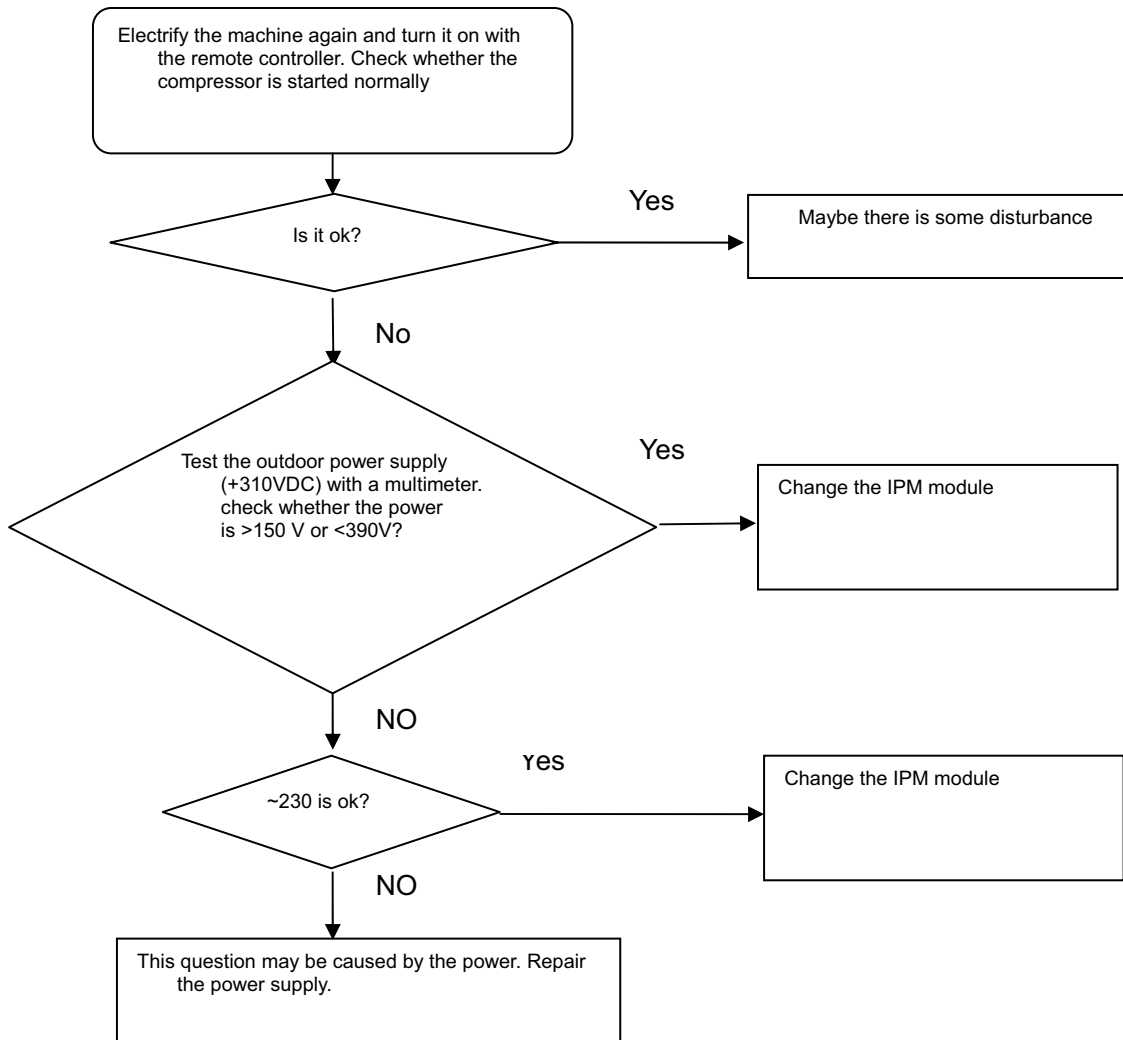 Electrify the machine again and turn it on with
the remote controller. Check whether the
compressor is started normally
Yes
Is it ok?
Maybe there is some disturbance
No
Test the outdoor power supply
(+310VDC) with a multimeter.
check whether the power
is >150 V or <390V?
Yes
Change the IPM module
NO
~230 is ok?
Yes
Change the IPM module
NO
This question may be caused by the power. Repair
the power supply.